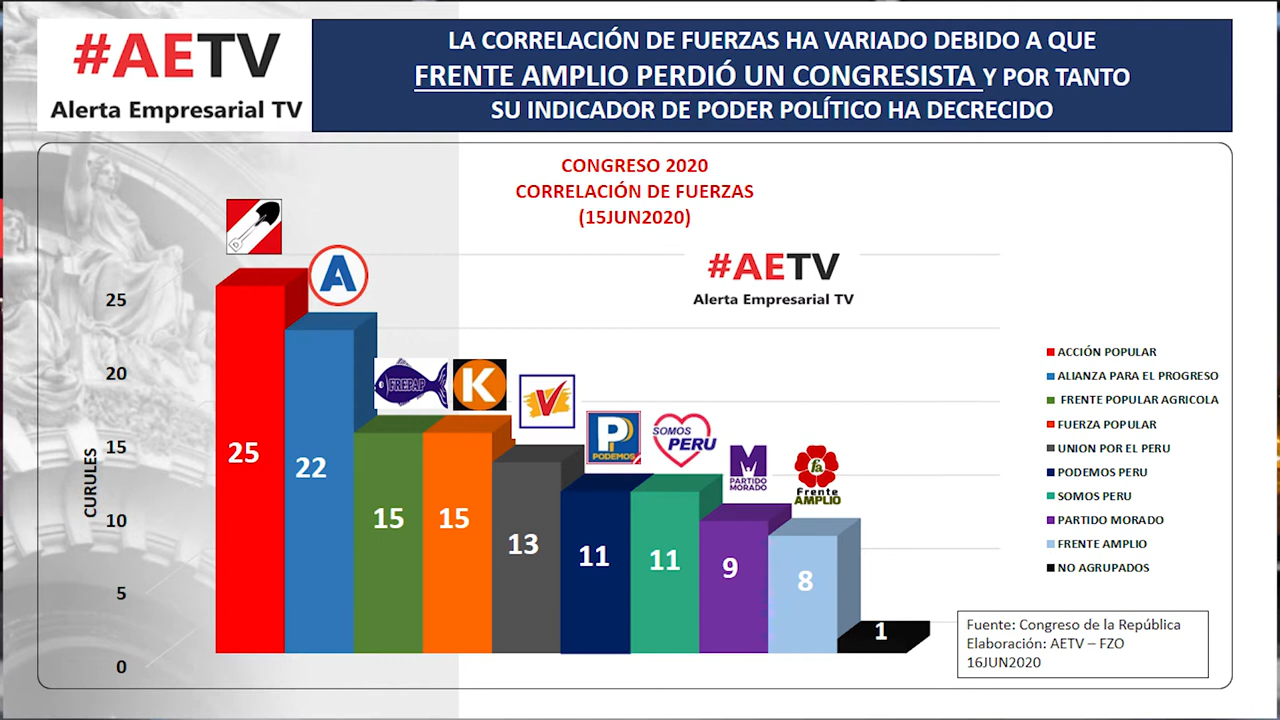 #AETV
Alerta Empresarial TV
LA CORRELACIÓN DE FUERZAS HA VARIADO DEBIDO A QUE
FRENTE AMPLIO PERDIÓ UN CONGRESISTA Y POR TANTO
SU INDICADOR DE PODER POLÍTICO HA DECRECIDO
CONGRESO 2020
CORRELACIÓN DE FUERZAS
(15JUN2020)
#AETV
Alerta Empresarial TV
A
FREPAP
K
V
P
PODEMOS
SOMOS
PERÚ
M
PARTIDO
MORADO
fa
Frente
AMPLIO
CURULES
25
20
15
10
5
0
25
22
15
15
13
11
11
9
8
1
ACCIÓN POPULAR
ALIANZA PARA EL PROGRESO
FRENTE POPULAR AGRICOLA
FUERZA POPULAR
UNION POR EL PERU
PODEMOS PERU
SOMOS PERU
PARTIDO MORADO
FRENTE AMPLIO
NO AGRUPADOS
Fuente: Congreso de la República
Elaboración: AETV – FZO
16JUN2020